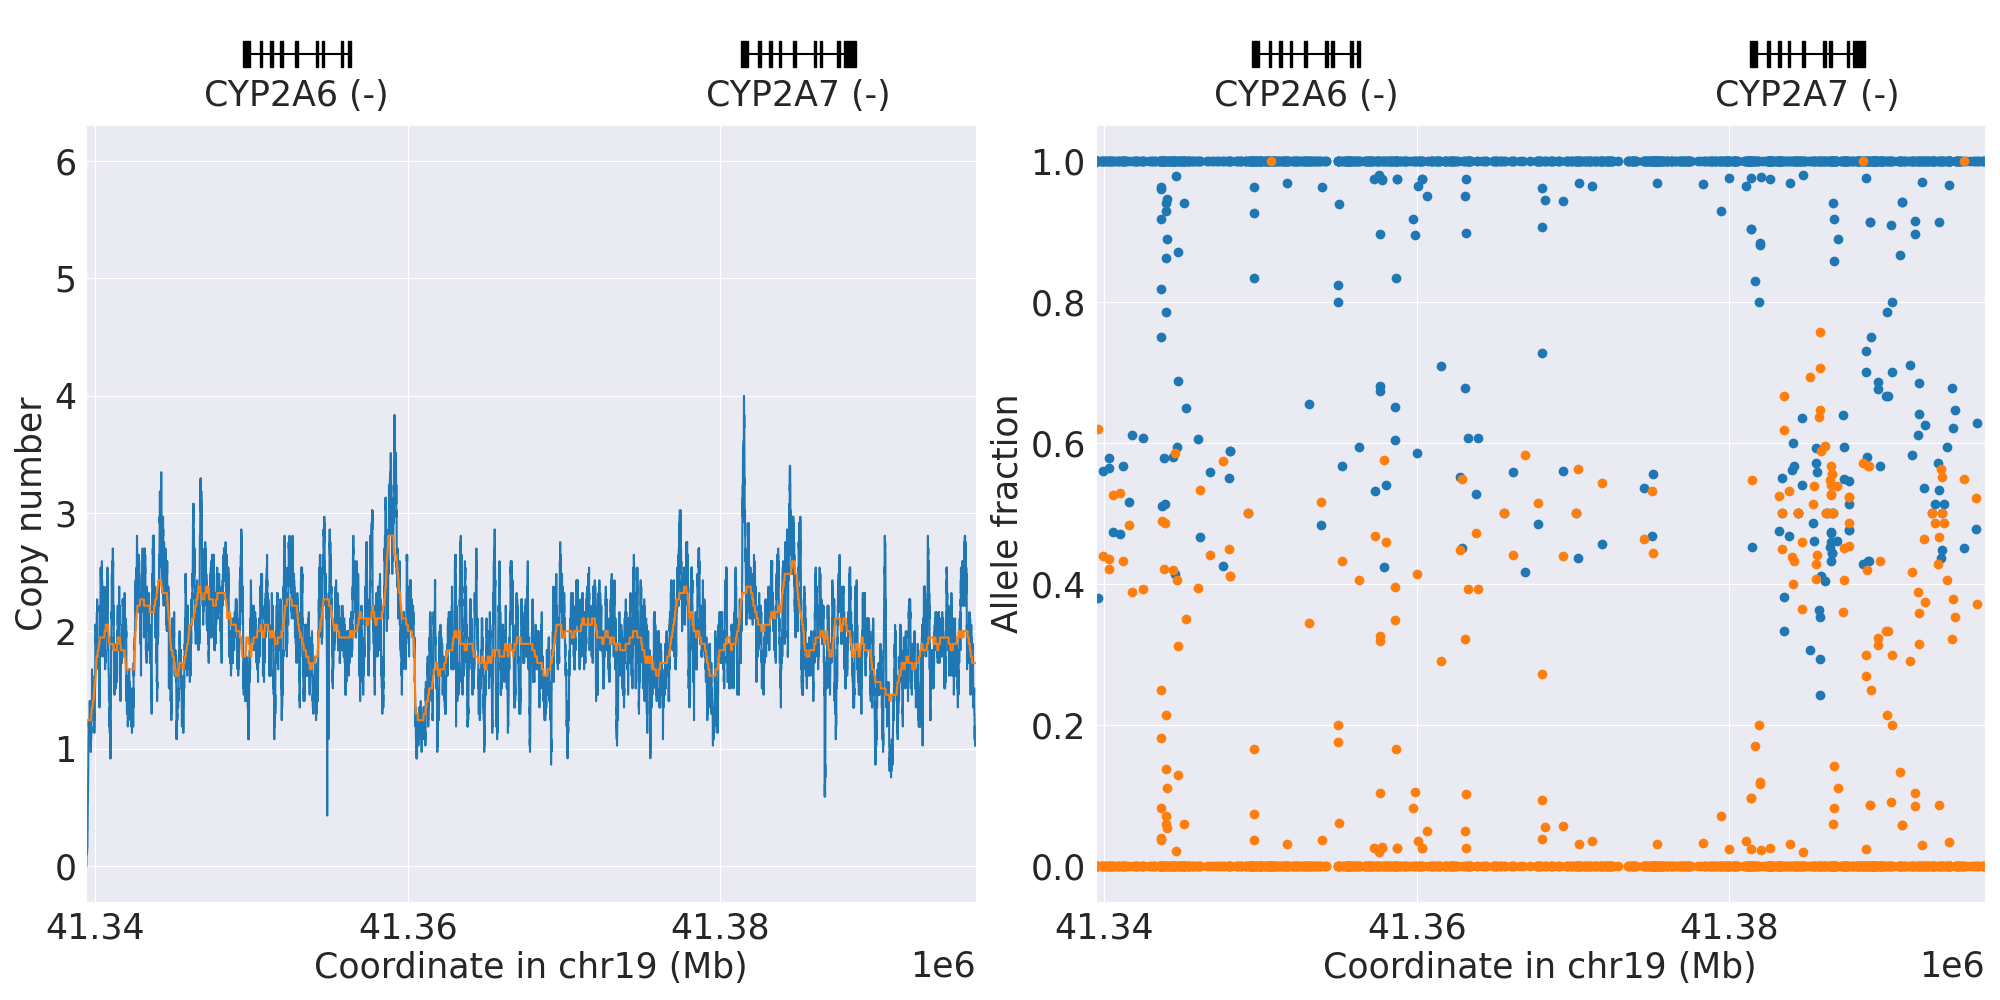 CYP2A6 (-)
CYP2A7 (-)
Copy number
6
5
4
3
2
1
0
41.34
41.36
41.38
Coordinate in chr19 (Mb)
1e6
CYP2A6 (-)
CYP2A7 (-)
Allele fraction
1.0
0.8
0.6
0.4
0.2
0.0
41.34
41.36
41.38
Coordinate in chr19 (Mb)
1e6